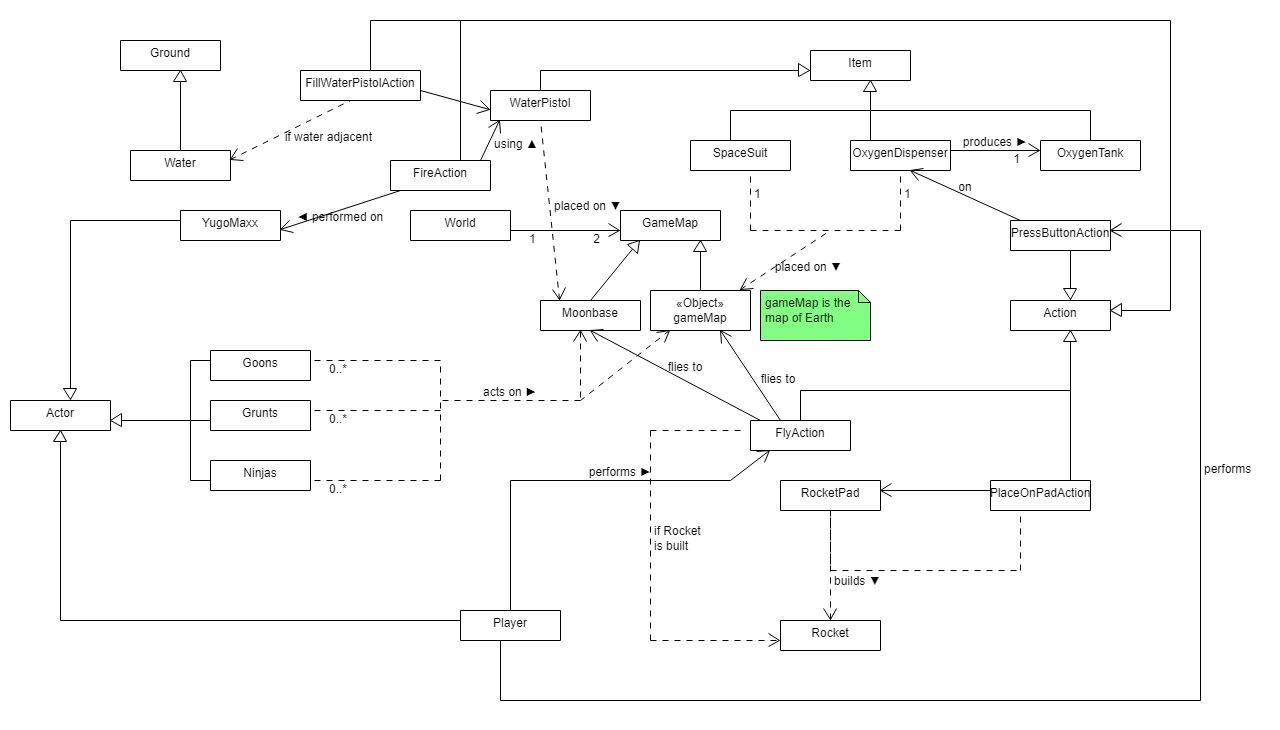 Ground
FillWaterPistolAction
Item
WaterPistol
if water adjacent
using ▲
Water
FireAction
SpaceSuit
OxygenDispenser
produces ►
1
OxygenTank
YugoMaxx
◄ performed on
World
1
2
placed on ▼
GameMap
1
1
on
PressButtonAction
placed on ▼
Moonbase
«Object»
gameMap
gameMap is the
map of Earth
Action
Goons
0..*
flies to
flies to
acts on ►
Actor
Grunts
0..*
FlyAction
Ninjas
0..*
performs ►
performs
RocketPad
PlaceOnPadAction
if Rocket
is built
builds ▼
Player
Rocket